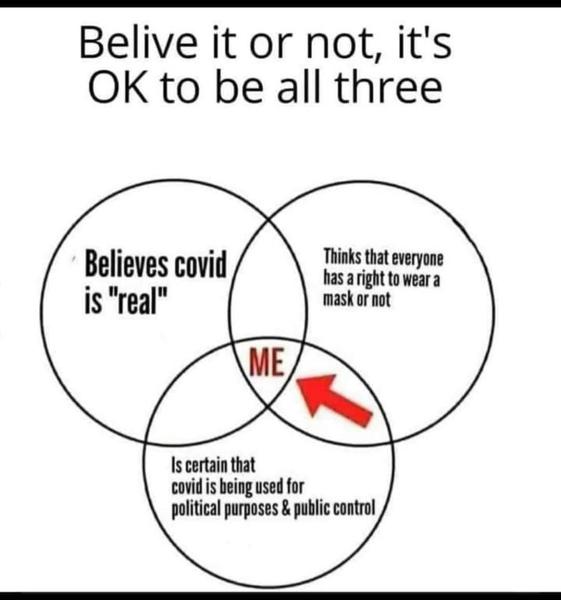 Belive it or not, it's
OK to be all three
Believes covid
is "real"
Thinks that everyone
has a right to wear a
mask or not
ME
Is certain that
covid is being used for
political purposes & public control